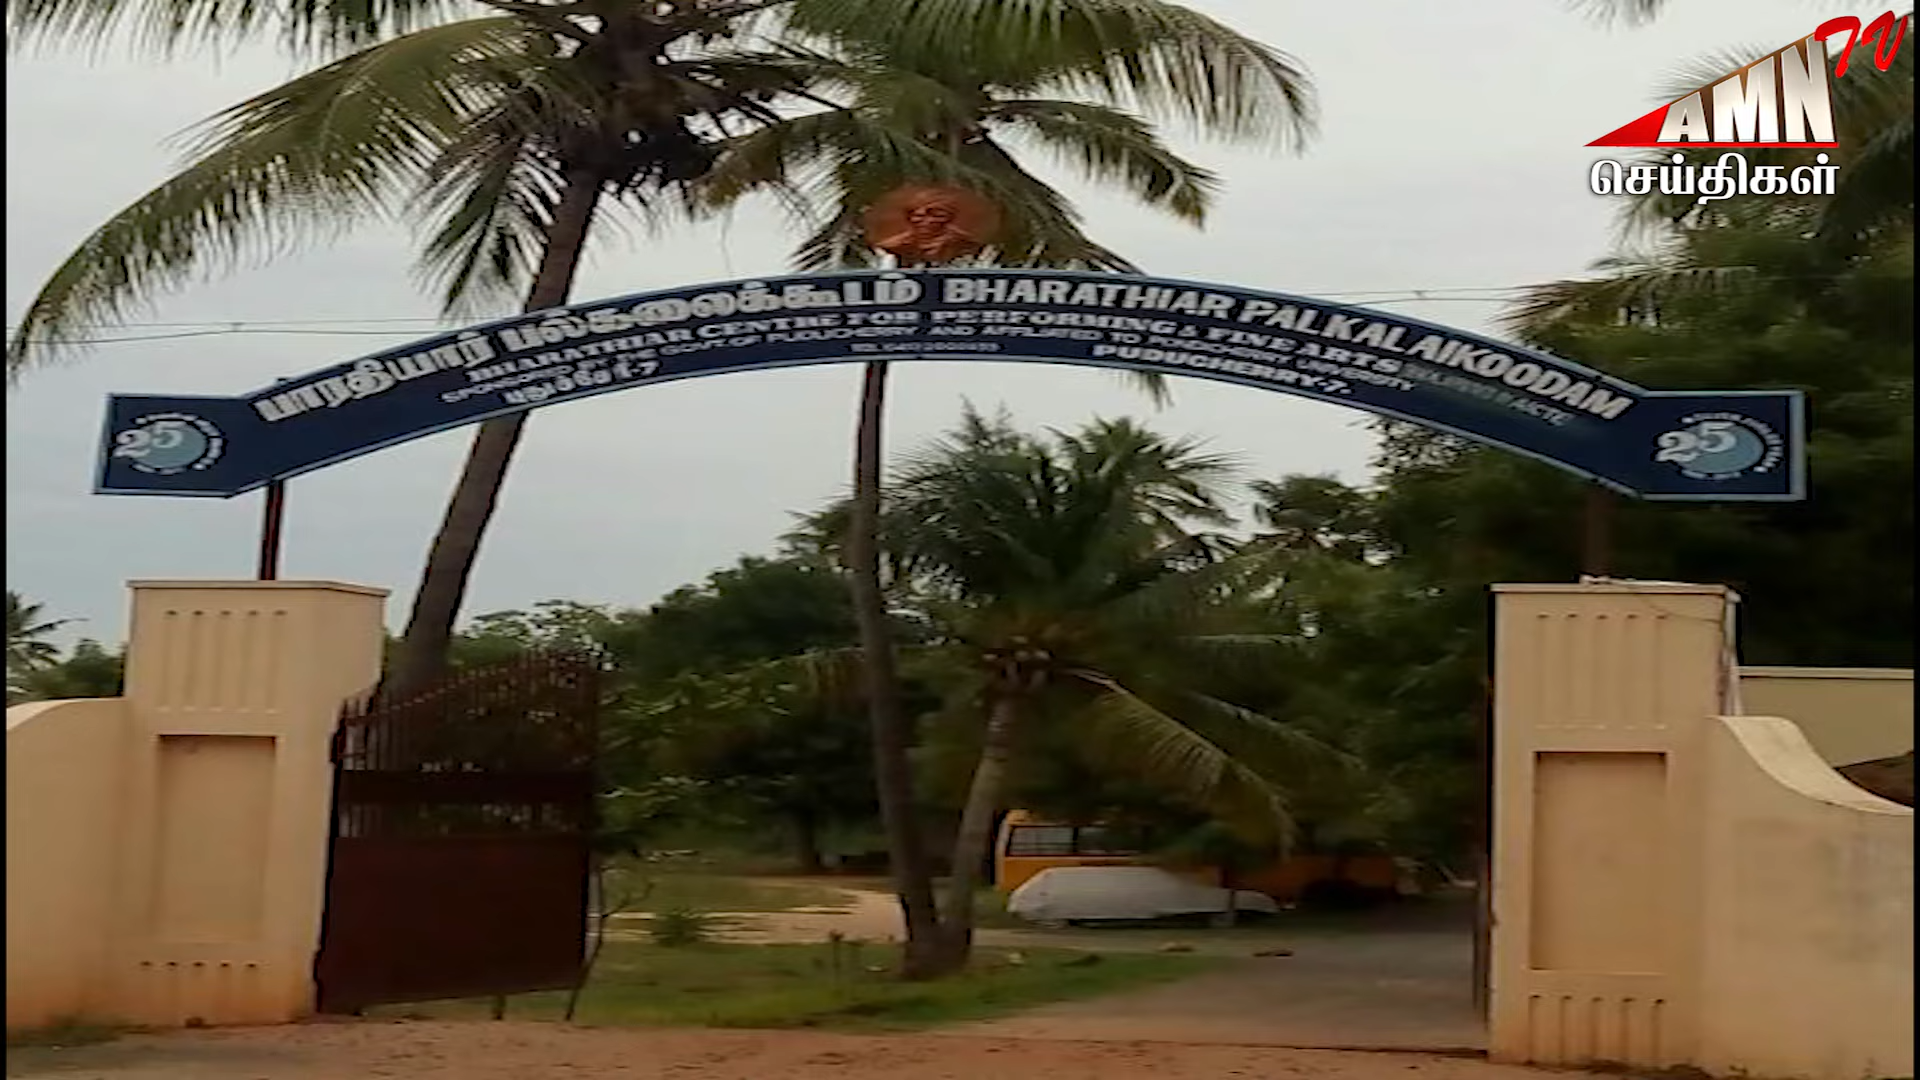 AMN TV
செய்திகள்
பாரதியார் பல்கலைக்கூடம் BHARATHIAR PALKALAIKOODAM
BHARATHIAR CENTRE FOR PERFORMING & FINE ARTS
SPONSORED BY THE GOVT. OF PUDUCHERRY AND AFFILIATED TO PONDICHERRY UNIVERSITY
புதுச்சேரி-7
PUDUCHERRY-7.
25
25